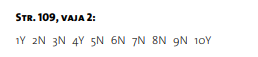 STR. 109, VAJA 2:
1Y 2N 3N 4Y 5N 6N 7N 8N 9N 10Y